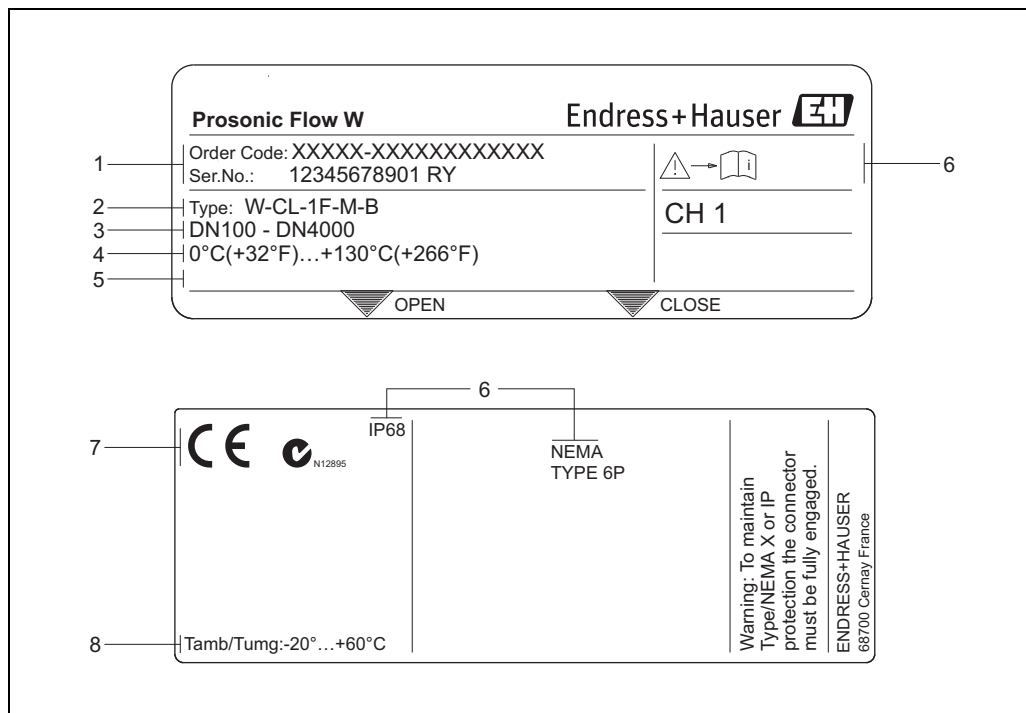 Prosonic Flow W
Endress+Hauser EH
1
Order Code: XXXXX-XXXXXXXXXXXX
Ser.No.: 12345678901 RY
i
6
2
Type: W-CL-1F-M-B
CH 1
3
DN100 - DN4000
4
0°C(+32°F)…+130°C(+266°F)
5
OPEN
CLOSE
6
7
CE
N12895
IP68
NEMA
TYPE 6P
8
Tamb/Tumg:-20°…+60°C
Warning: To maintain
Type/NEMA X or IP
protection the connector
must be fully engaged.
ENDRESS+HAUSER
68700 Cernay France